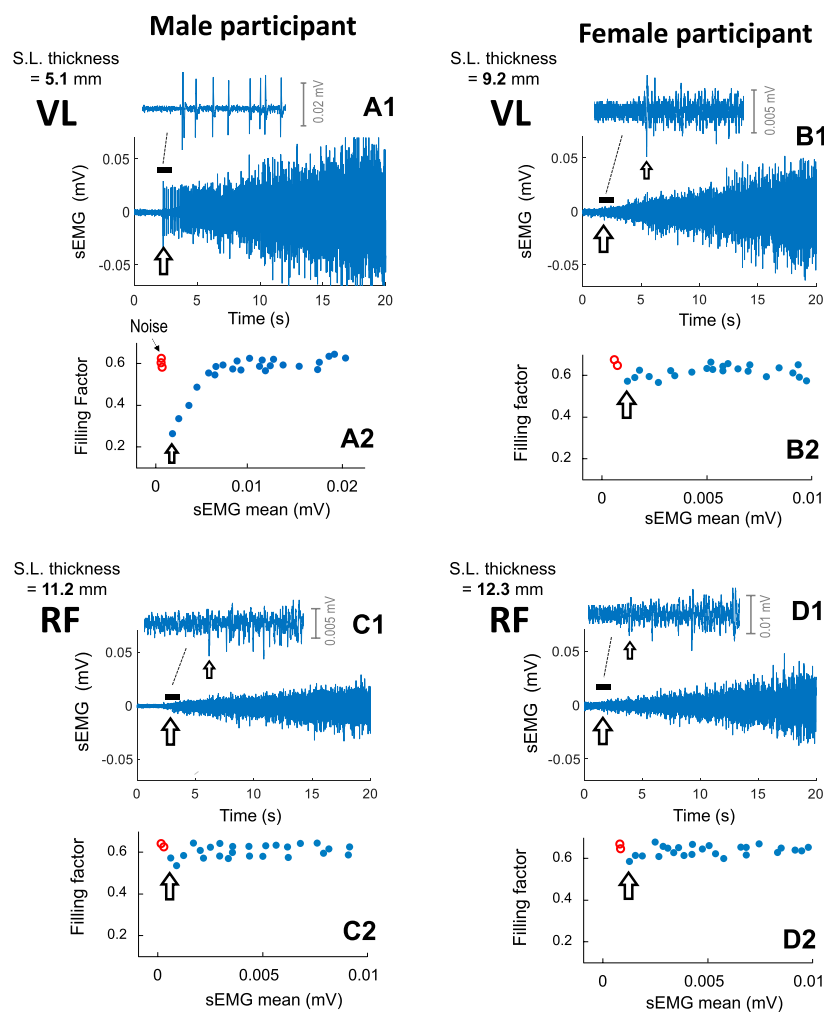 Male participant
Female participant
S.L. thickness
= 5.1 mm
VL
0.02 mV
A1
sEMG (mV)
0.05
0
-0.05
0 5 10 15 20
Time (s)
Noise
Filling Factor
0.6
0.4
0.2
A2
0 0.01 0.02
sEMG mean (mV)
S.L. thickness
= 9.2 mm
VL
0.005 mV
B1
sEMG (mV)
0.05
0
-0.05
0 5 10 15 20
Time (s)
Filling factor
0.6
0.4
0.2
B2
0 0.005 0.01
sEMG mean (mV)
S.L. thickness
= 11.2 mm
RF
0.005 mV
C1
sEMG (mV)
0.05
0
-0.05
0 5 10 15 20
Time (s)
Filling factor
0.6
0.4
0.2
C2
0 0.005 0.01
sEMG mean (mV)
S.L. thickness
= 12.3 mm
RF
0.01 mV
D1
sEMG (mV)
0.05
0
-0.05
0 5 10 15 20
Time (s)
Filling factor
0.6
0.4
0.2
D2
0 0.005 0.01
sEMG mean (mV)